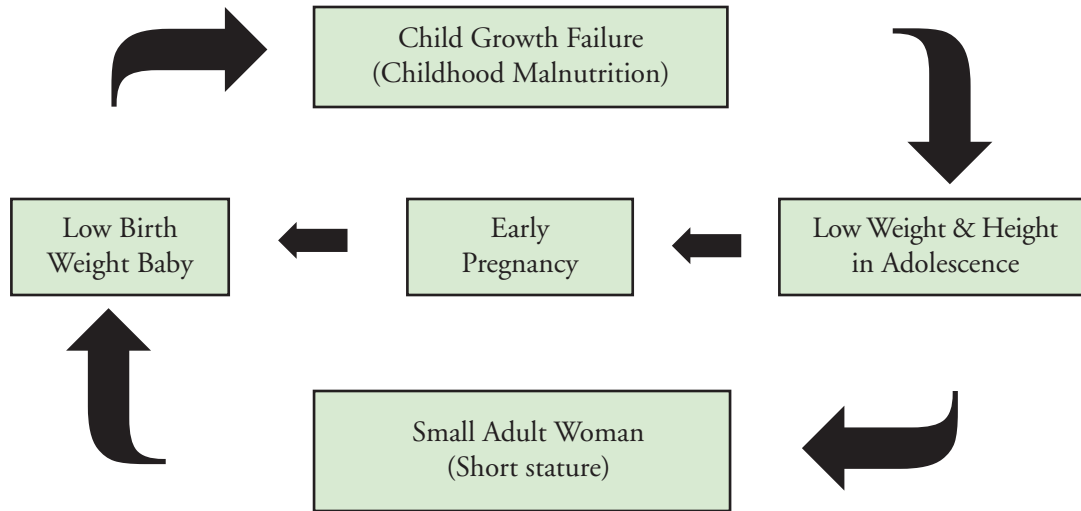 Child Growth Failure
(Childhood Malnutrition)
Low Birth
Weight Baby
Early
Pregnancy
Low Weight & Height
in Adolescence
Small Adult Woman
(Short stature)